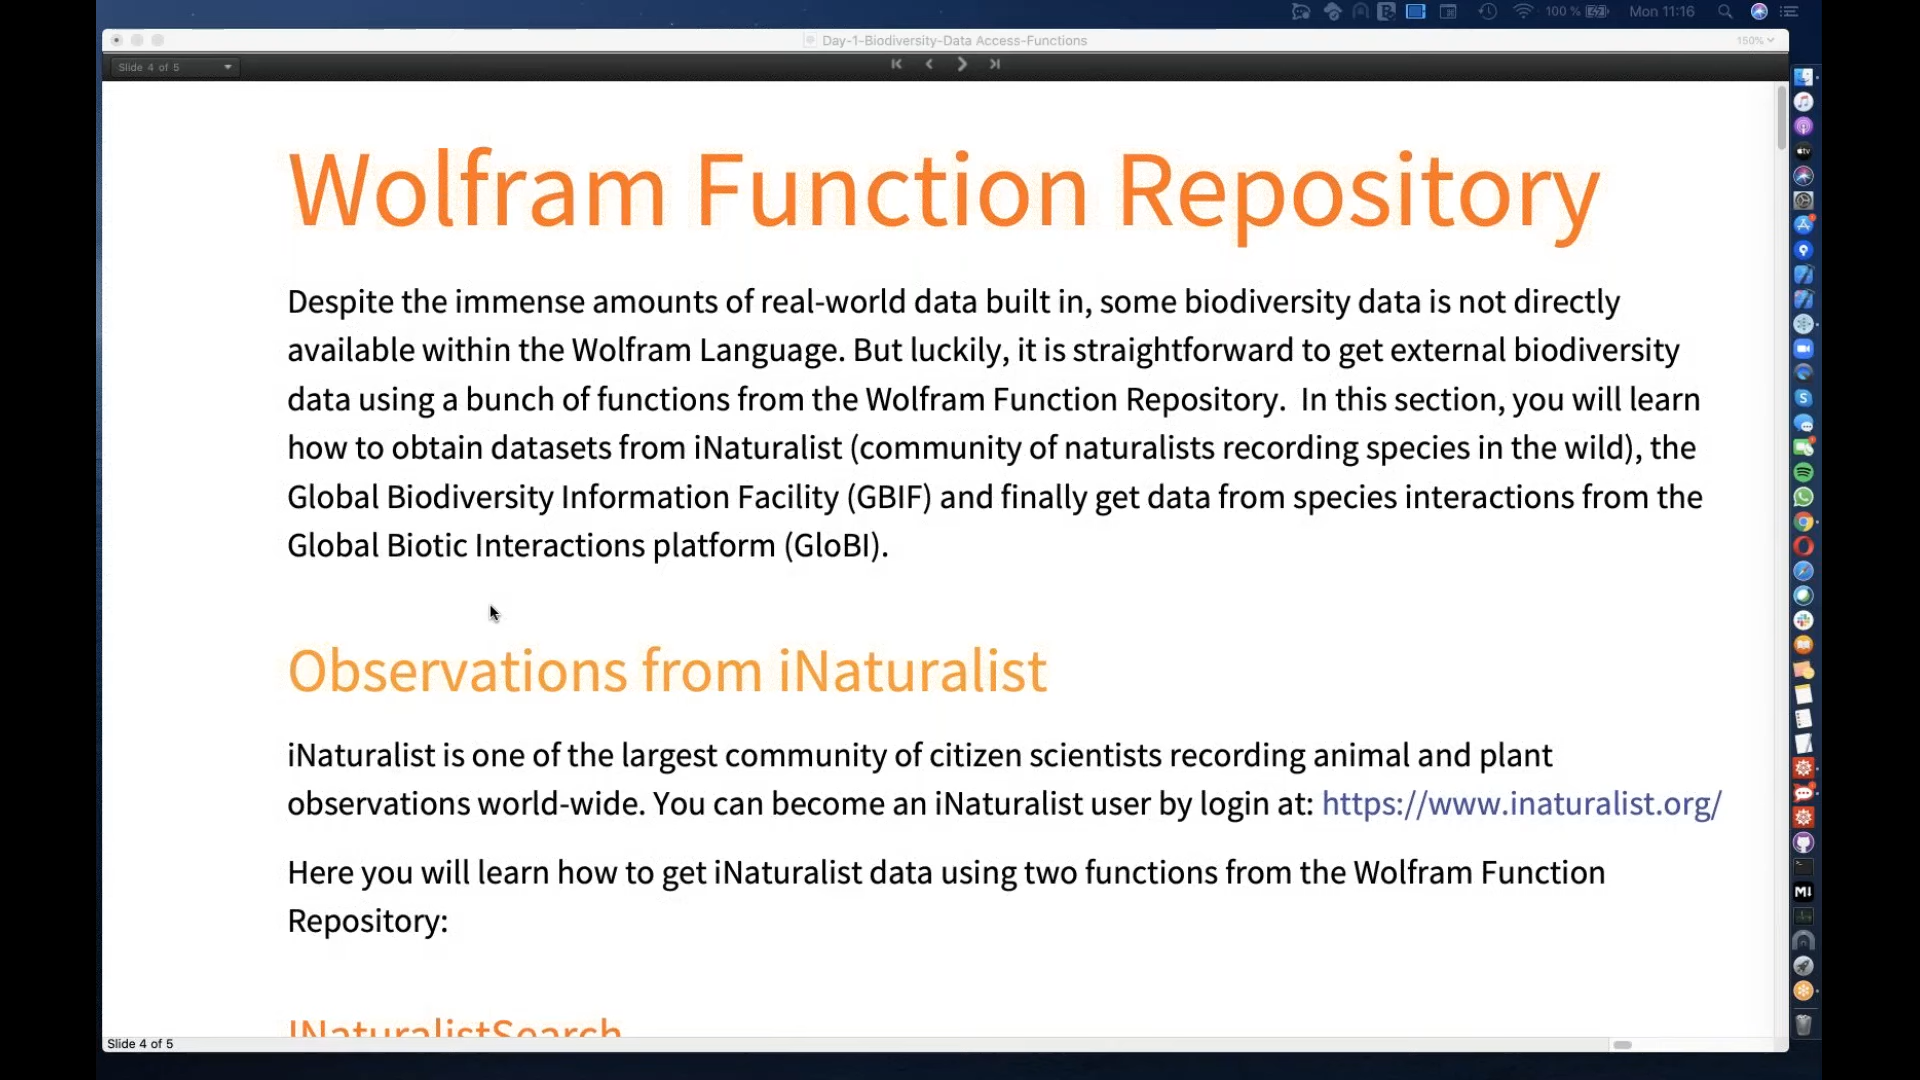 100 %
Mon 11:16
Day-1-Biodiversity-Data Access-Functions
150%
Slide 4 of 5
Wolfram Function Repository
Despite the immense amounts of real-world data built in, some biodiversity data is not directly
available within the Wolfram Language. But luckily, it is straightforward to get external biodiversity
data using a bunch of functions from the Wolfram Function Repository.  In this section, you will learn
how to obtain datasets from iNaturalist (community of naturalists recording species in the wild), the
Global Biodiversity Information Facility (GBIF) and finally get data from species interactions from the
Global Biotic Interactions platform (GloBI).
Observations from iNaturalist
iNaturalist is one of the largest community of citizen scientists recording animal and plant
observations world-wide. You can become an iNaturalist user by login at: https://www.inaturalist.org/
Here you will learn how to get iNaturalist data using two functions from the Wolfram Function
Repository:
INaturalistSearch
Slide 4 of 5